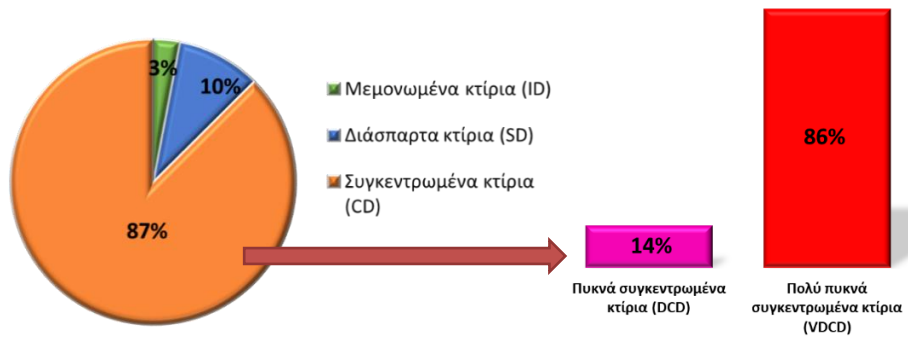 3%
10%
87%
Μεμονωμένα κτίρια (ID)
Διάσπαρτα κτίρια (SD)
Συγκεντρωμένα κτίρια
(CD)
14%
Πυκνά συγκεντρωμένα
κτίρια (DCD)
86%
Πολύ πυκνά
συγκεντρωμένα κτίρια
(VDCD)